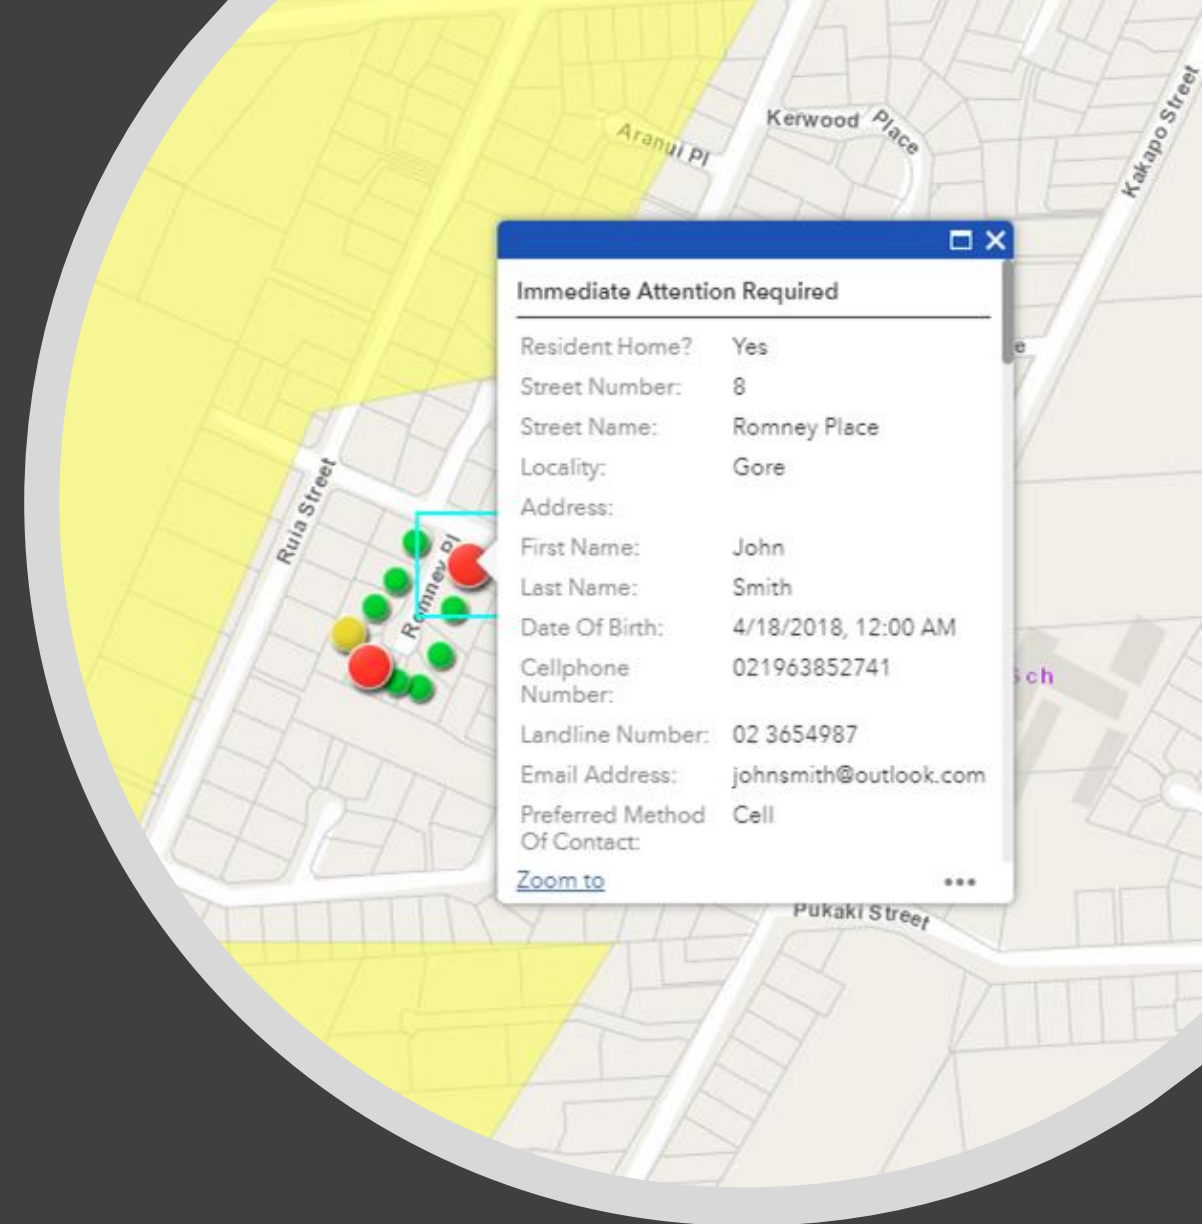 Aranui Pl
Kerwood Place
Kakapo Street
Immediate Attention Required
Resident Home? Yes
Street Number: 8
Street Name: Romney Place
Locality: Gore
Address:
First Name: John
Last Name: Smith
Date Of Birth: 4/18/2018, 12:00 AM
Cellphone 021963852741
Number:
Landline Number: 02 3654987
Email Address: johnsmith@outlook.com
Preferred Method Cell
Of Contact:
Zoom to
e
Ruia Street
Romney Pl
Sch
Pukaki Street